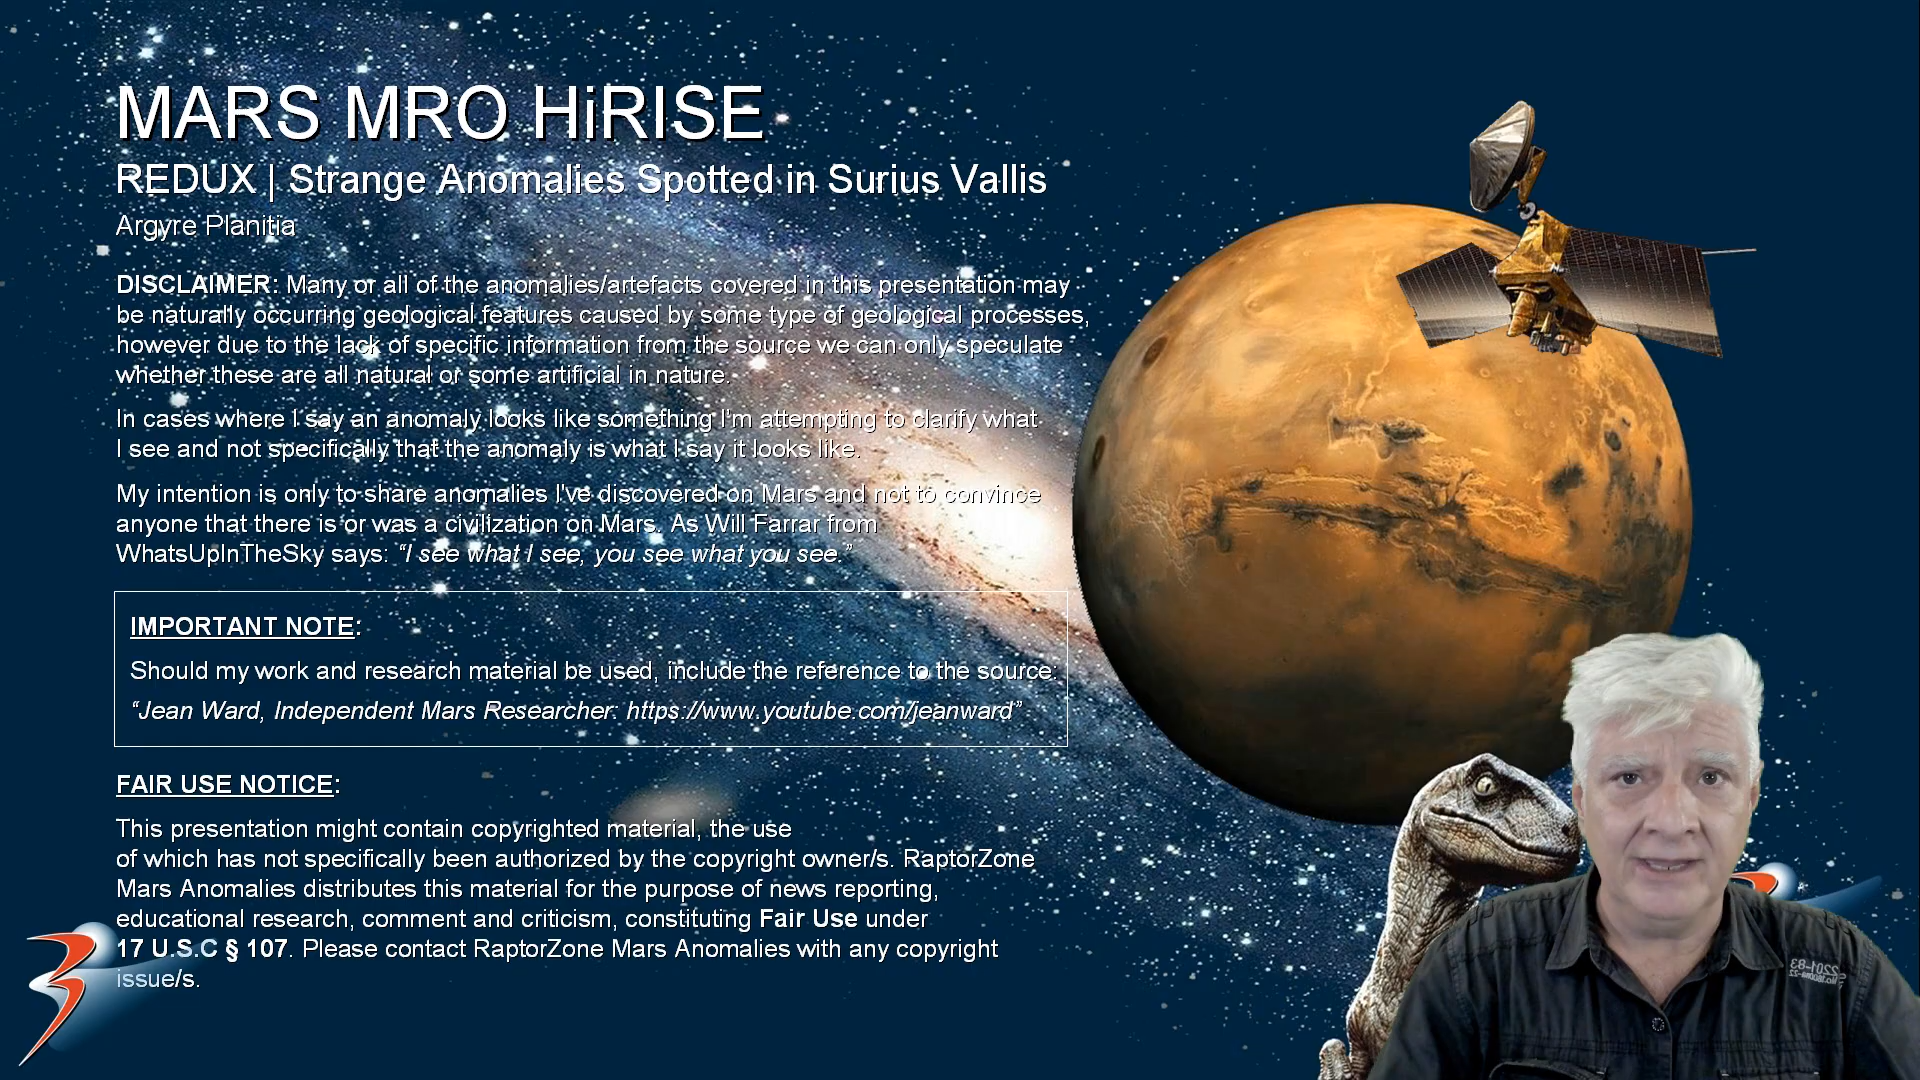 MARS MRO HiRISE
REDUX | Strange Anomalies Spotted in Surius Vallis
Argyre Planitia
DISCLAIMER: Many or all of the anomalies/artefacts covered in this presentation may
be naturally occurring geological features caused by some type of geological processes,
however due to the lack of specific information from the source we can only speculate
whether these are all natural or some artificial in nature.
In cases where I say an anomaly looks like something I'm attempting to clarify what
I see and not specifically that the anomaly is what I say it looks like.
My intention is only to share anomalies I've discovered on Mars and not to convince
anyone that there is or was a civilization on Mars. As Will Farrar from
WhatsUpInTheSky says: “I see what I see, you see what you see.”
IMPORTANT NOTE:
Should my work and research material be used, include the reference to the source:
“Jean Ward, Independent Mars Researcher: https://www.youtube.com/jeanward”
FAIR USE NOTICE:
This presentation might contain copyrighted material, the use
of which has not specifically been authorized by the copyright owner/s. RaptorZone
Mars Anomalies distributes this material for the purpose of news reporting,
educational research, comment and criticism, constituting Fair Use under
17 U.S.C § 107. Please contact RaptorZone Mars Anomalies with any copyright
issue/s.
2201-83